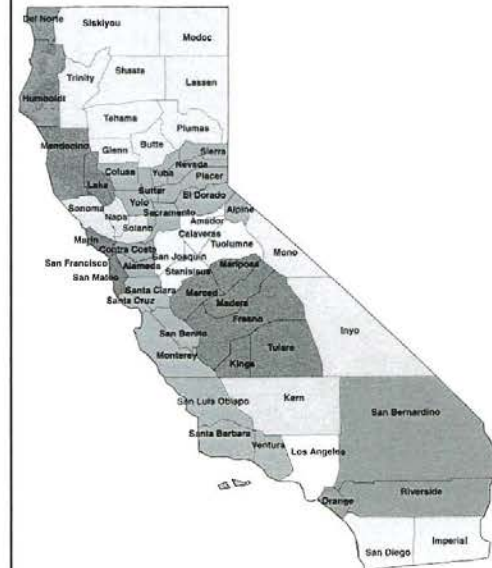 Del Norte
Siskiyou
Modoc
Humboldt
Trinity
Shasta
Lassen
Tehama
Plumas
Mendocino
Glenn
Butte
Sierra
Nevada
Colusa
Yuba
Placer
Lake
Sutter
El Dorado
Yolo
Sonoma
Napa
Sacramento
Alpine
Solano
Amador
Calaveras
Marin
Contra Costa
Tuolumne
Mono
San Joaquin
San Francisco
Alameda
Mariposa
San Mateo
Stanislaus
Santa Clara
Merced
Santa Cruz
Madera
Fresno
San Benito
Inyo
Monterey
Kings
Tulare
San Luis Obispo
Kern
San Bernardino
Santa Barbara
Ventura
Los Angeles
Orange
Riverside
San Diego
Imperial